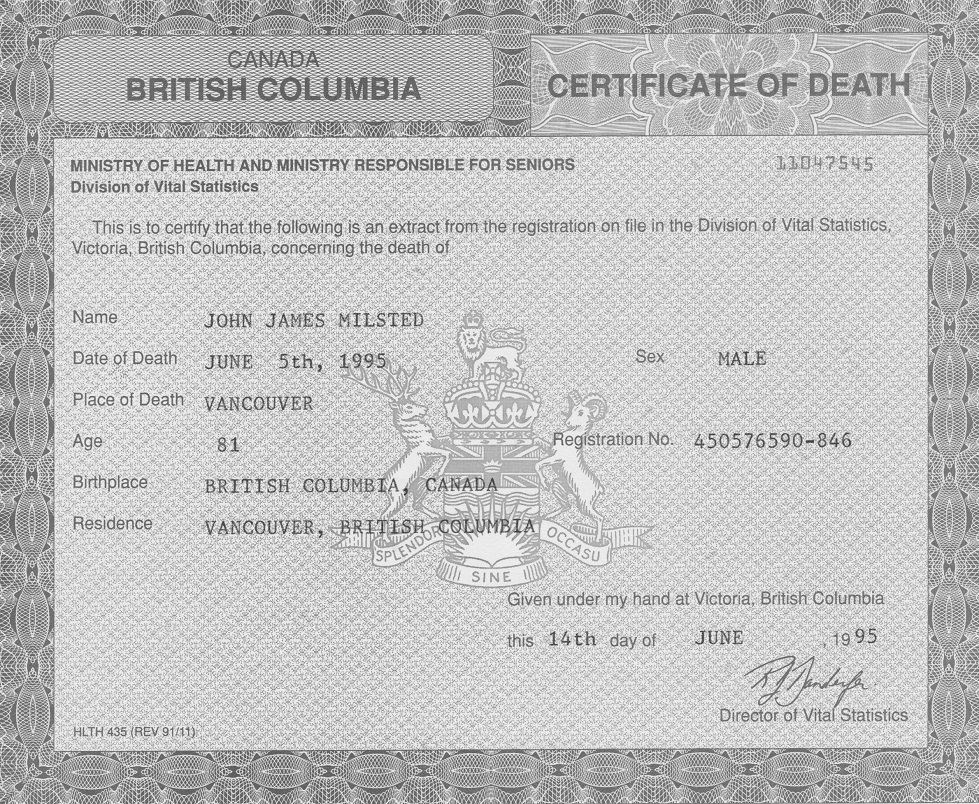 CANADA
BRITISH COLUMBIA
CERTIFICATE OF DEATH
MINISTRY OF HEALTH AND MINISTRY RESPONSIBLE FOR SENIORS
11047545
Division of Vital Statistics
This is to certify that the following is an extract from the registration on file in the Division of Vital Statistics,
Victoria, British Columbia, concerning the death of
Name JOHN JAMES MILSTED
Date of Death JUNE 5th, 1995 Sex MALE
Place of Death VANCOUVER
Age 81 Registration No. 450576590-846
Birthplace BRITISH COLUMBIA, CANADA
Residence VANCOUVER, BRITISH COLUMBIA
SPLENDOR SINE OCCASU
Given under my hand at Victoria, British Columbia
this 14th day of JUNE , 1995
Director of Vital Statistics
HLTH 435 (REV 91/11)